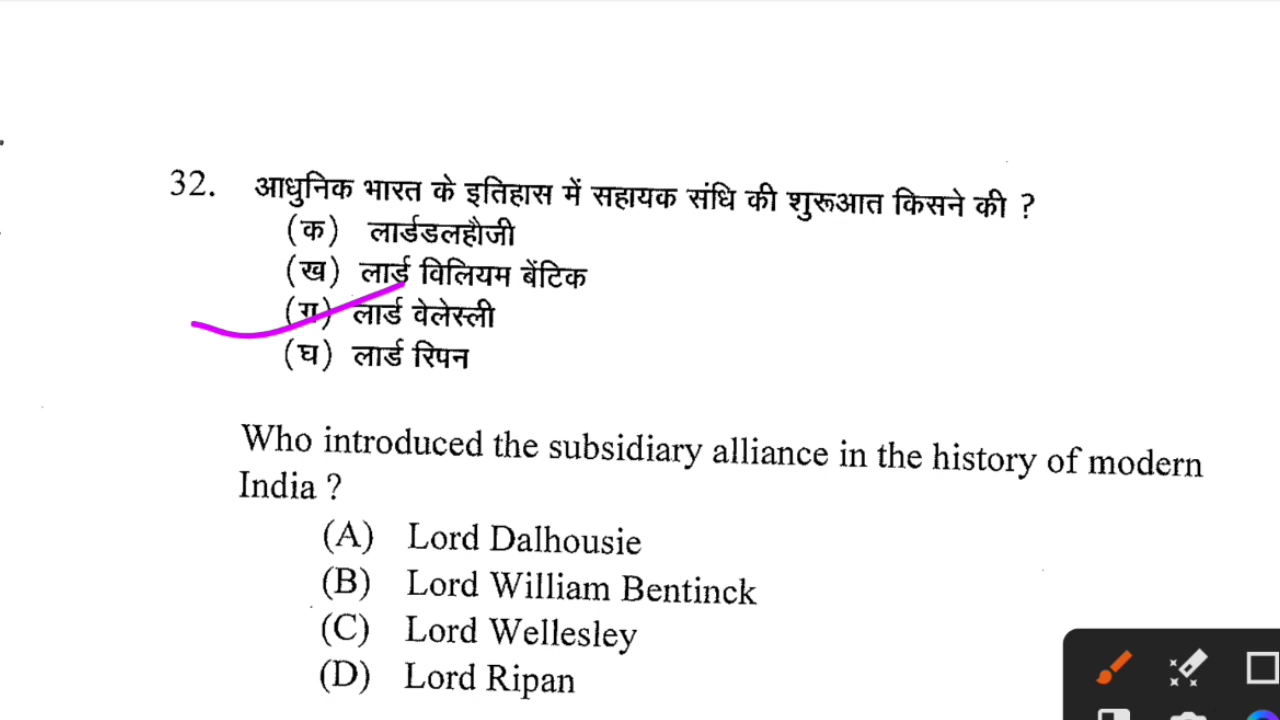 32. आधुनिक भारत के इतिहास में सहायक संधि की शुरूआत किसने की ?
(क) लार्डडलहौजी
(ख) लार्ड विलियम बेंटिक
(ग) लार्ड वेलेस्ली
(घ) लार्ड रिपन
Who introduced the subsidiary alliance in the history of modern
India ?
(A) Lord Dalhousie
(B) Lord William Bentinck
(C) Lord Wellesley
(D) Lord Ripan